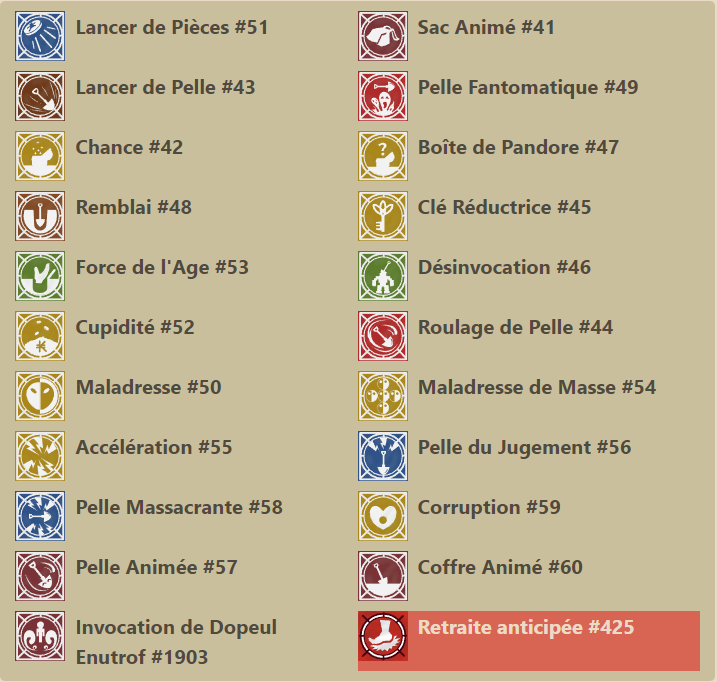 Lancer de Pièces #51
Sac Animé #41
Lancer de Pelle #43
Pelle Fantomatique #49
Chance #42
Boîte de Pandore #47
Remblai #48
Clé Réductrice #45
Force de l'Age #53
Désinvocation #46
Cupidité #52
Roulage de Pelle #44
Maladresse #50
Maladresse de Masse #54
Accélération #55
Pelle du Jugement #56
Pelle Massacrante #58
Corruption #59
Pelle Animée #57
Coffre Animé #60
Invocation de Dopeul
Enutrof #1903
Retraite anticipée #425